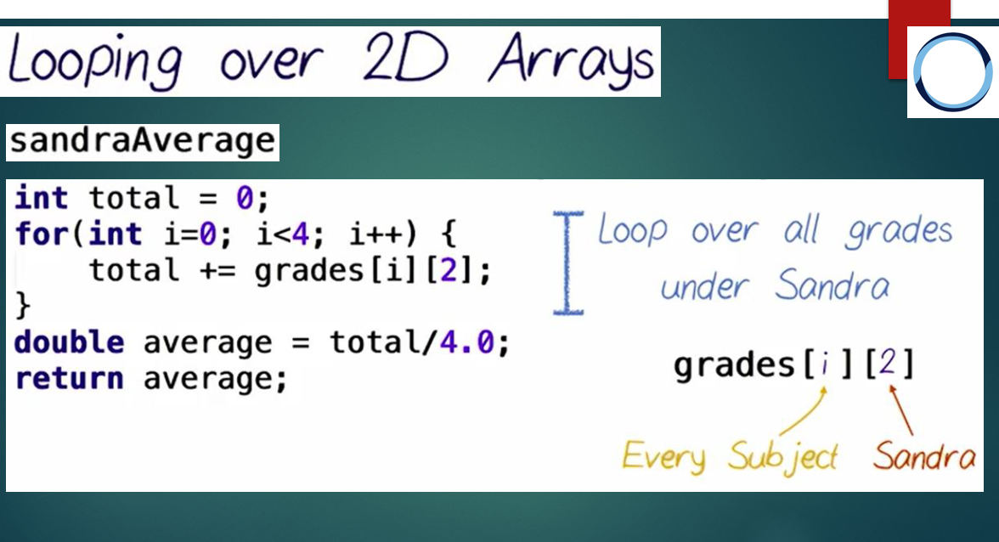 Looping over 2D Arrays
sandraAverage
int total = 0;
for(int i=0; i<4; i++) {
    total += grades[i][2];
}
double average = total/4.0;
return average;
Loop over all grades
under Sandra
grades[i][2]
Every Subject Sandra